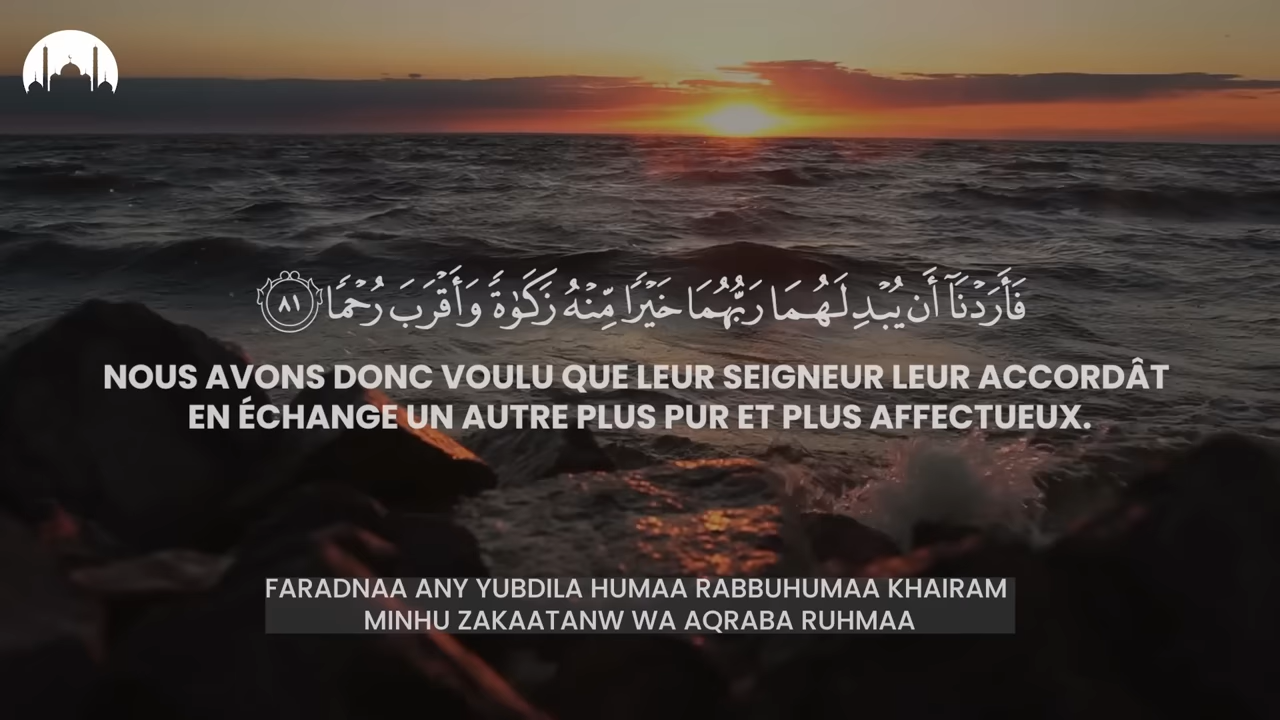 فَأَرَدْنَآ أَن يُبْدِلَهُمَا رَبُّهُمَا خَيْرًا مِّنْهُ زَكَوٰةً وَأَقْرَبَ رُحْمًا ٨١
NOUS AVONS DONC VOULU QUE LEUR SEIGNEUR LEUR ACCORDÂT
EN ÉCHANGE UN AUTRE PLUS PUR ET PLUS AFFECTUEUX.
FARADNAA ANY YUBDILA HUMAA RABBUHUMAA KHAIRAM
MINHU ZAKAATANW WA AQRABA RUHMAA